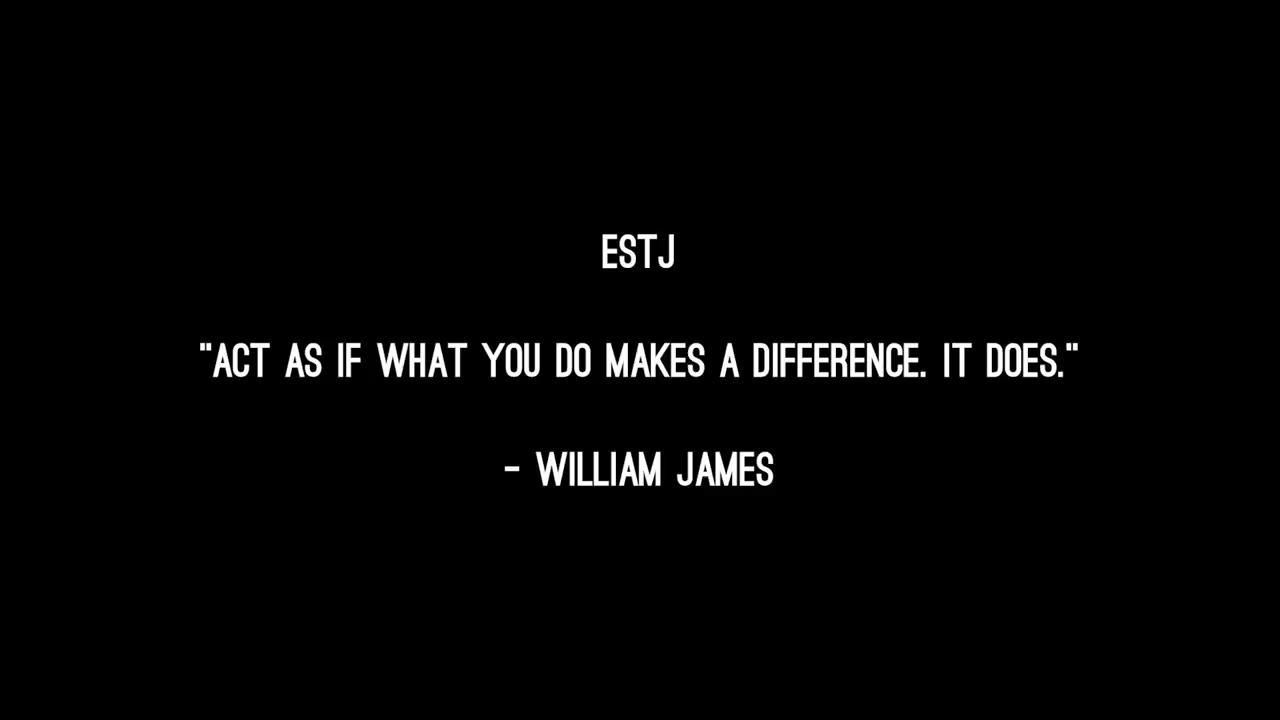 ESTJ
"ACT AS IF WHAT YOU DO MAKES A DIFFERENCE. IT DOES."
- WILLIAM JAMES